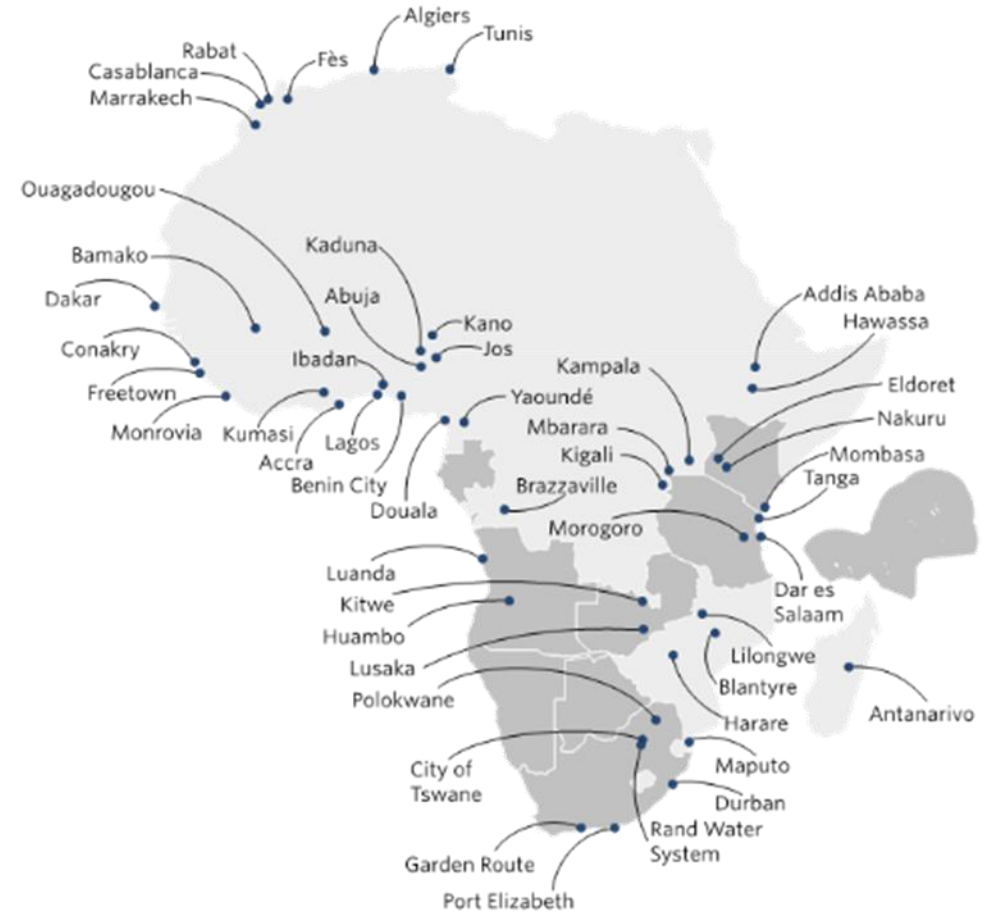 Algiers
Tunis
Rabat
Fès
Casablanca
Marrakech
Ouagadougou
Kaduna
Bamako
Abuja
Dakar
Addis Ababa
Hawassa
Kano
Conakry
Jos
Ibadan
Kampala
Freetown
Eldoret
Yaoundé
Nakuru
Monrovia
Kumasi
Mbarara
Lagos
Kigali
Mombasa
Accra
Tanga
Benin City
Brazzaville
Douala
Morogoro
Luanda
Dar es
Salaam
Kitwe
Huambo
Lilongwe
Lusaka
Blantyre
Polokwane
Antanarivo
Harare
City of
Tswane
Maputo
Durban
Rand Water
System
Garden Route
Port Elizabeth